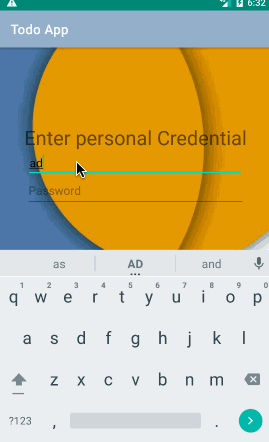 6:32
Todo App
Enter personal Credential
ad
Password
as AD and
1 2 3 4 5 6 7 8 9 0
q w e r t y u i o p
a s d f g h j k l
z x c v b n m
?123 , .